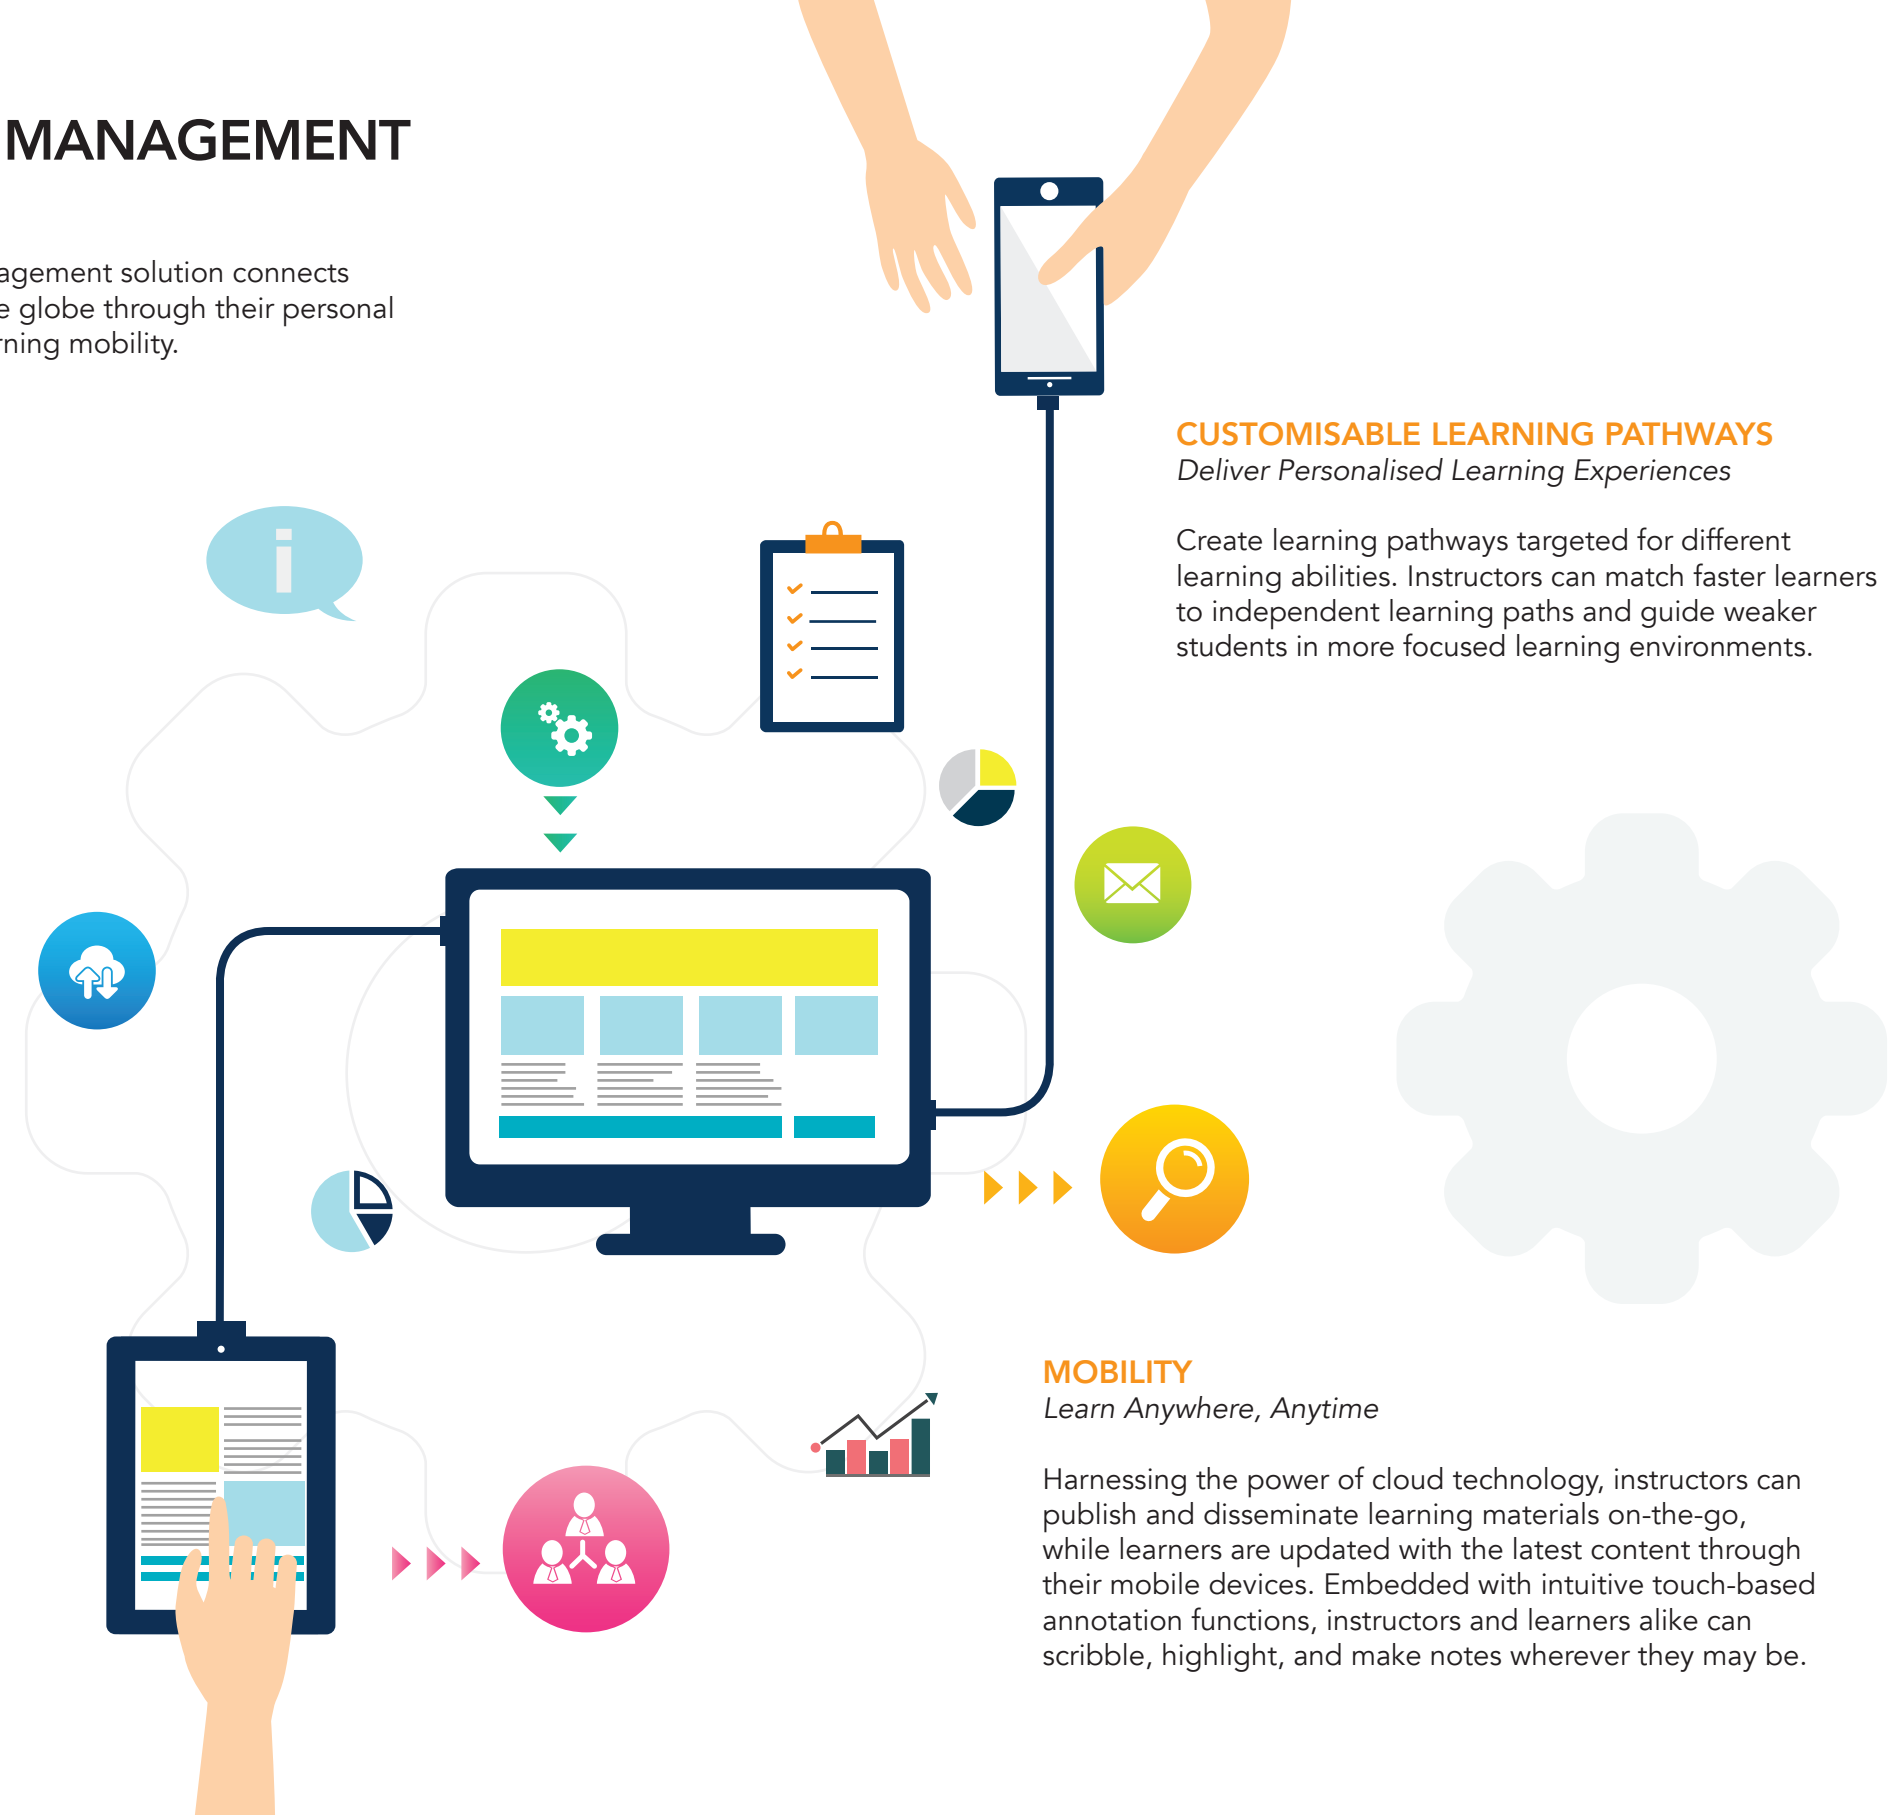 MANAGEMENT
agement solution connects
e globe through their personal
rning mobility.
CUSTOMISABLE LEARNING PATHWAYS
Deliver Personalised Learning Experiences
Create learning pathways targeted for different
learning abilities. Instructors can match faster learners
to independent learning paths and guide weaker
students in more focused learning environments.
i
MOBILITY
Learn Anywhere, Anytime
Harnessing the power of cloud technology, instructors can
publish and disseminate learning materials on-the-go,
while learners are updated with the latest content through
their mobile devices. Embedded with intuitive touch-based
annotation functions, instructors and learners alike can
scribble, highlight, and make notes wherever they may be.